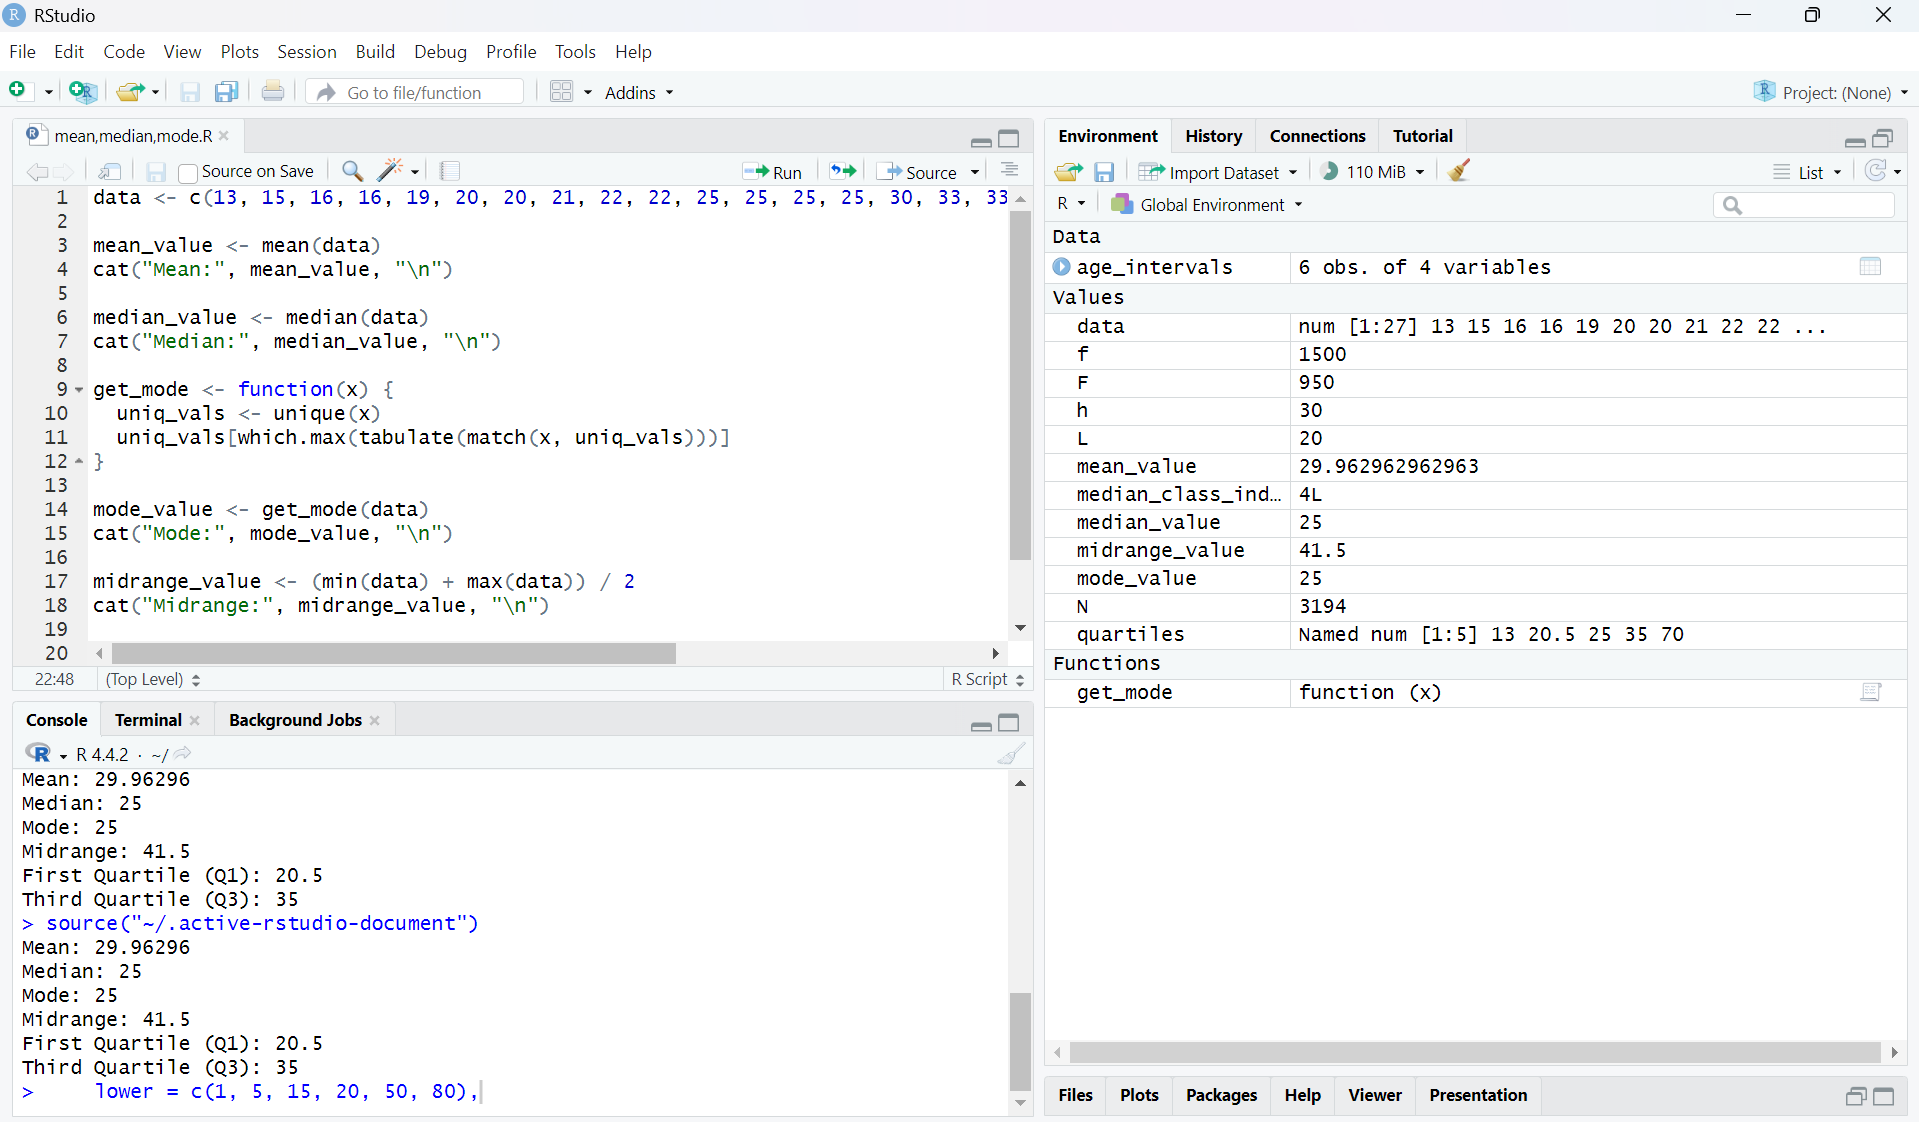 RStudio
File Edit Code View Plots Session Build Debug Profile Tools Help
Go to file/function Addins Project: (None)
mean,median,mode.R
Source on Save Run Source
1 data <- c(13, 15, 16, 16, 19, 20, 20, 21, 22, 22, 25, 25, 25, 25, 30, 33, 33
2
3 mean_value <- mean(data)
4 cat("Mean:", mean_value, "\n")
5
6 median_value <- median(data)
7 cat("Median:", median_value, "\n")
8
9 get_mode <- function(x) {
10 uniq_vals <- unique(x)
11 uniq_vals[which.max(tabulate(match(x, uniq_vals)))]
12 }
13
14 mode_value <- get_mode(data)
15 cat("Mode:", mode_value, "\n")
16
17 midrange_value <- (min(data) + max(data)) / 2
18 cat("Midrange:", midrange_value, "\n")
19
20
22:48 (Top Level) R Script
Console Terminal Background Jobs
R 4.4.2 · ~/
Mean: 29.96296
Median: 25
Mode: 25
Midrange: 41.5
First Quartile (Q1): 20.5
Third Quartile (Q3): 35
> source("~/.active-rstudio-document")
Mean: 29.96296
Median: 25
Mode: 25
Midrange: 41.5
First Quartile (Q1): 20.5
Third Quartile (Q3): 35
> lower = c(1, 5, 15, 20, 50, 80),
Environment History Connections Tutorial
Import Dataset 110 MiB List
R Global Environment
Data
age_intervals 6 obs. of 4 variables
Values
data num [1:27] 13 15 16 16 19 20 20 21 22 22 ...
f 1500
F 950
h 30
L 20
mean_value 29.962962962963
median_class_ind… 4L
median_value 25
midrange_value 41.5
mode_value 25
N 3194
quartiles Named num [1:5] 13 20.5 25 35 70
Functions
get_mode function (x)
Files Plots Packages Help Viewer Presentation